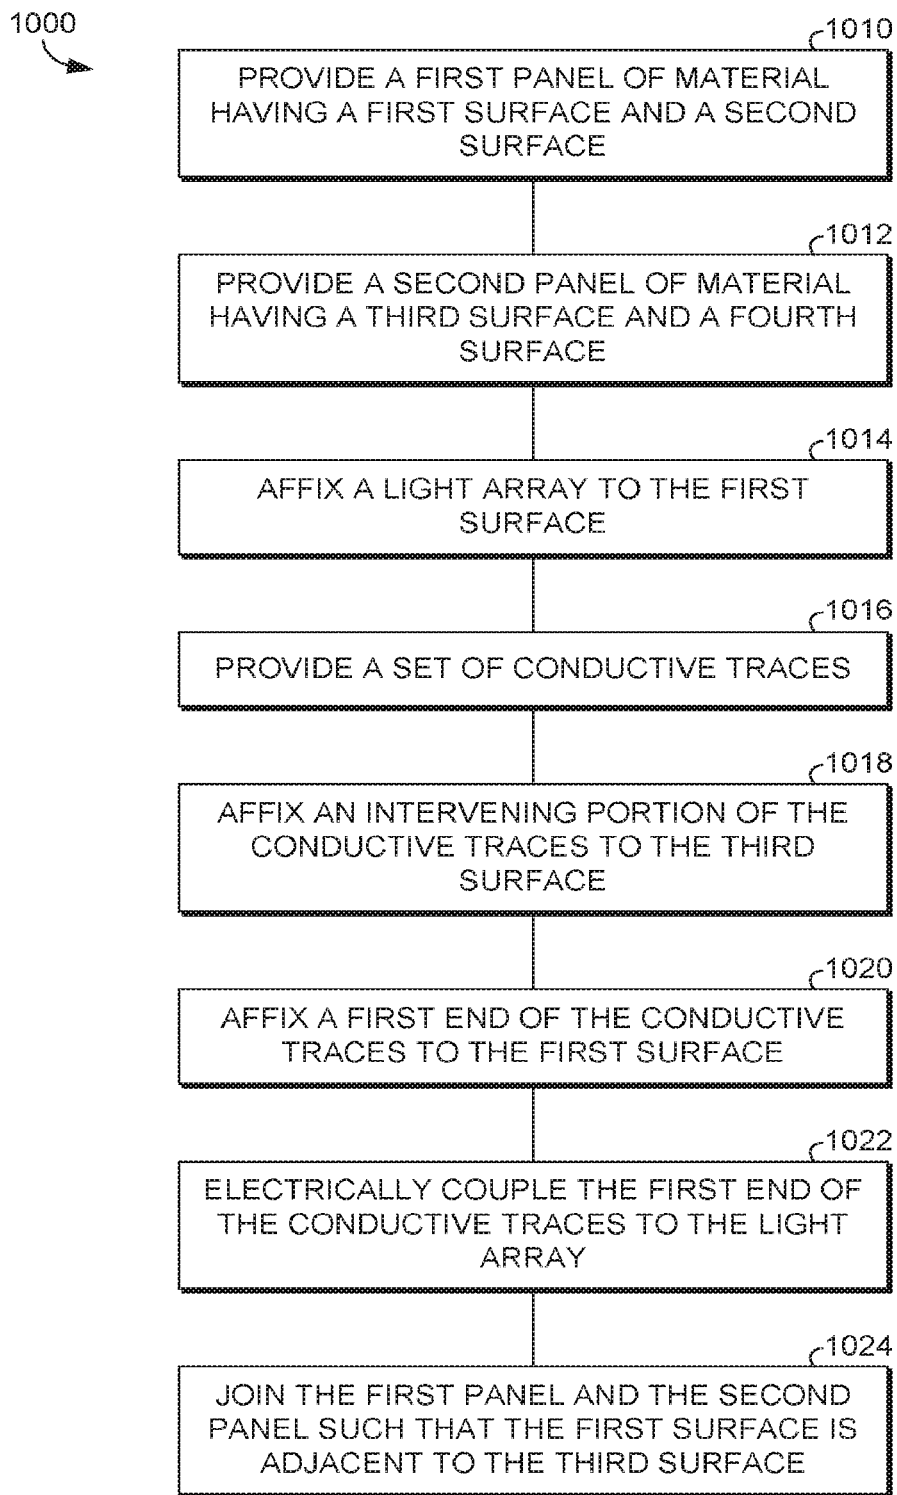 1000
1010
PROVIDE A FIRST PANEL OF MATERIAL
HAVING A FIRST SURFACE AND A SECOND
SURFACE
1012
PROVIDE A SECOND PANEL OF MATERIAL
HAVING A THIRD SURFACE AND A FOURTH
SURFACE
1014
AFFIX A LIGHT ARRAY TO THE FIRST
SURFACE
1016
PROVIDE A SET OF CONDUCTIVE TRACES
1018
AFFIX AN INTERVENING PORTION OF THE
CONDUCTIVE TRACES TO THE THIRD
SURFACE
1020
AFFIX A FIRST END OF THE CONDUCTIVE
TRACES TO THE FIRST SURFACE
1022
ELECTRICALLY COUPLE THE FIRST END OF
THE CONDUCTIVE TRACES TO THE LIGHT
ARRAY
1024
JOIN THE FIRST PANEL AND THE SECOND
PANEL SUCH THAT THE FIRST SURFACE IS
ADJACENT TO THE THIRD SURFACE